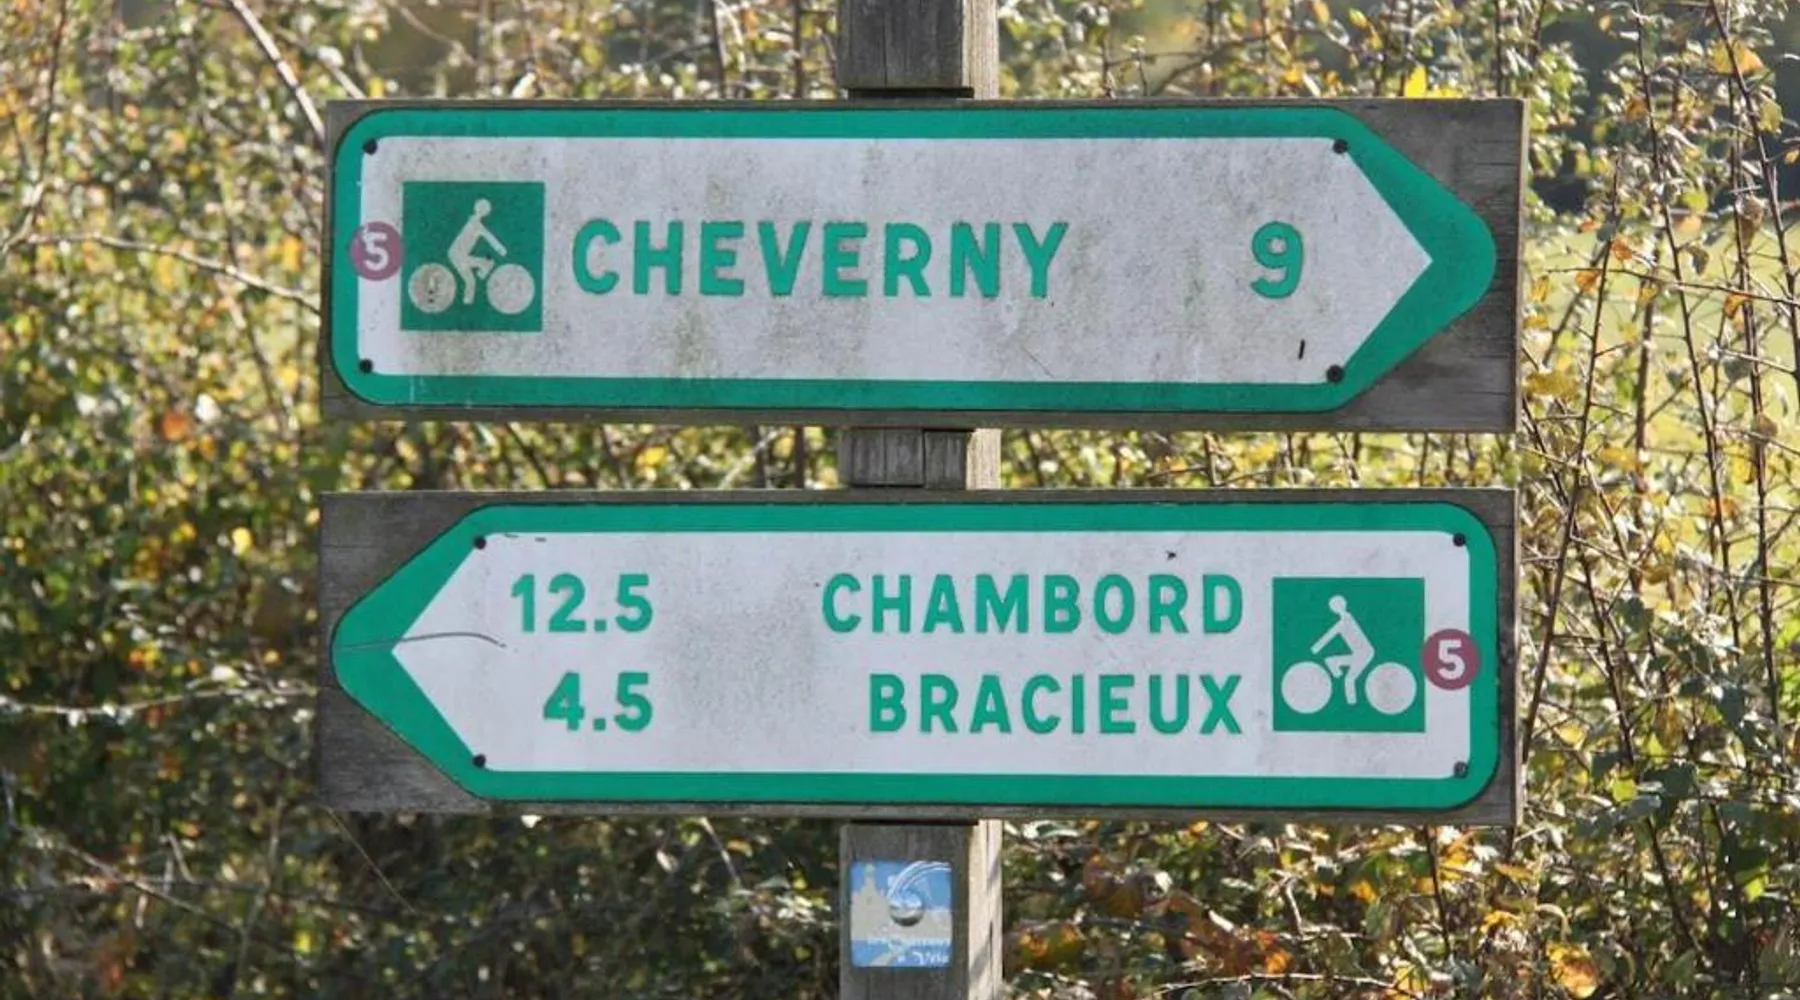 5 CHEVERNY 9
12.5 CHAMBORD
4.5 BRACIEUX
5